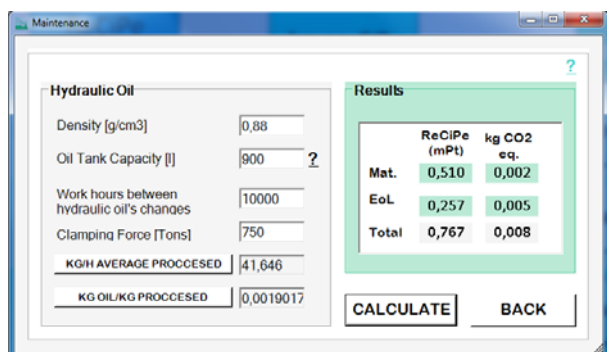 Maintenance
?
Hydraulic Oil
Density [g/cm3] 0,88
Oil Tank Capacity [l] 900 ?
Work hours between
hydraulic oil's changes 10000
Clamping Force [Tons] 750
KG/H AVERAGE PROCCESED 41,646
KG OIL/KG PROCCESED 0,0019017
Results
ReCiPe kg CO2
(mPt) eq.
Mat. 0,510 0,002
EoL 0,257 0,005
Total 0,767 0,008
CALCULATE BACK